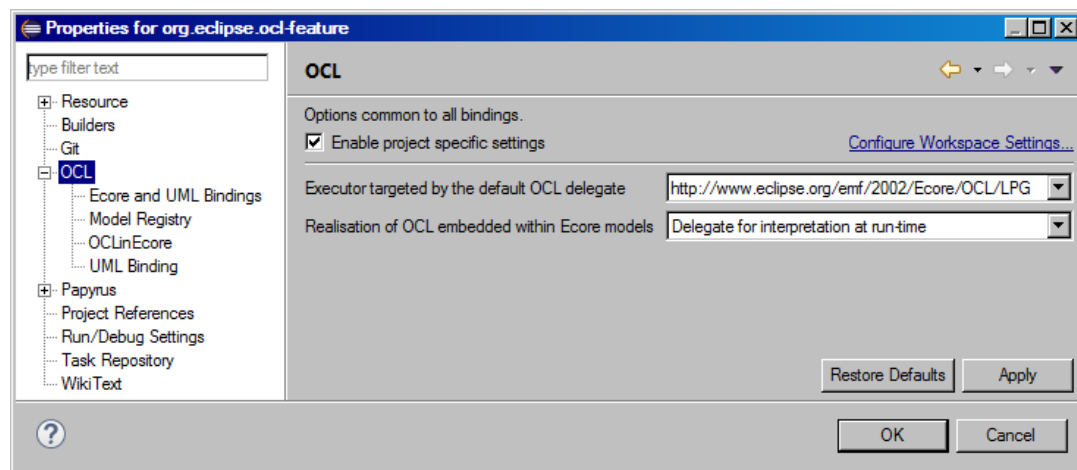 Properties for org.eclipse.ocl-feature
type filter text
Resource
Builders
Git
OCL
Ecore and UML Bindings
Model Registry
OCLinEcore
UML Binding
Papyrus
Project References
Run/Debug Settings
Task Repository
WikiText
OCL
Options common to all bindings.
Enable project specific settings
Configure Workspace Settings...
Executor targeted by the default OCL delegate
http://www.eclipse.org/emf/2002/Ecore/OCL/LPG
Realisation of OCL embedded within Ecore models
Delegate for interpretation at run-time
Restore Defaults
Apply
?
OK
Cancel